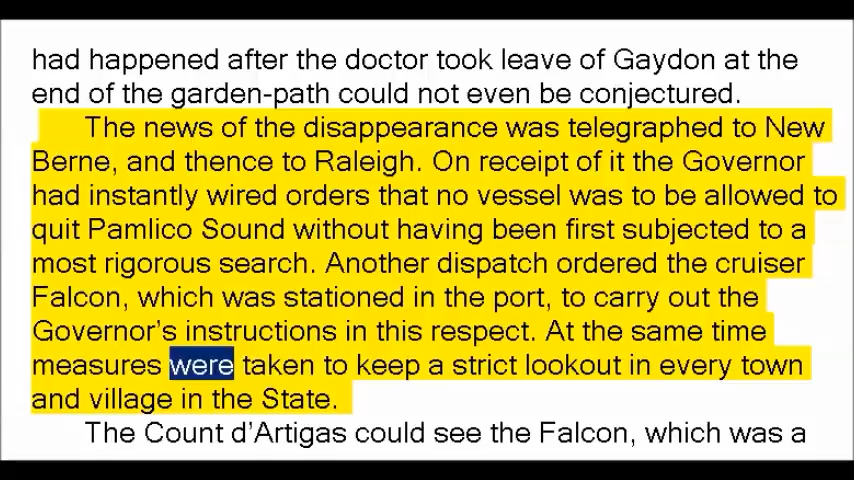 had happened after the doctor took leave of Gaydon at the
end of the garden-path could not even be conjectured.
The news of the disappearance was telegraphed to New
Berne, and thence to Raleigh. On receipt of it the Governor
had instantly wired orders that no vessel was to be allowed to
quit Pamlico Sound without having been first subjected to a
most rigorous search. Another dispatch ordered the cruiser
Falcon, which was stationed in the port, to carry out the
Governor’s instructions in this respect. At the same time
measures were taken to keep a strict lookout in every town
and village in the State.
The Count d’Artigas could see the Falcon, which was a